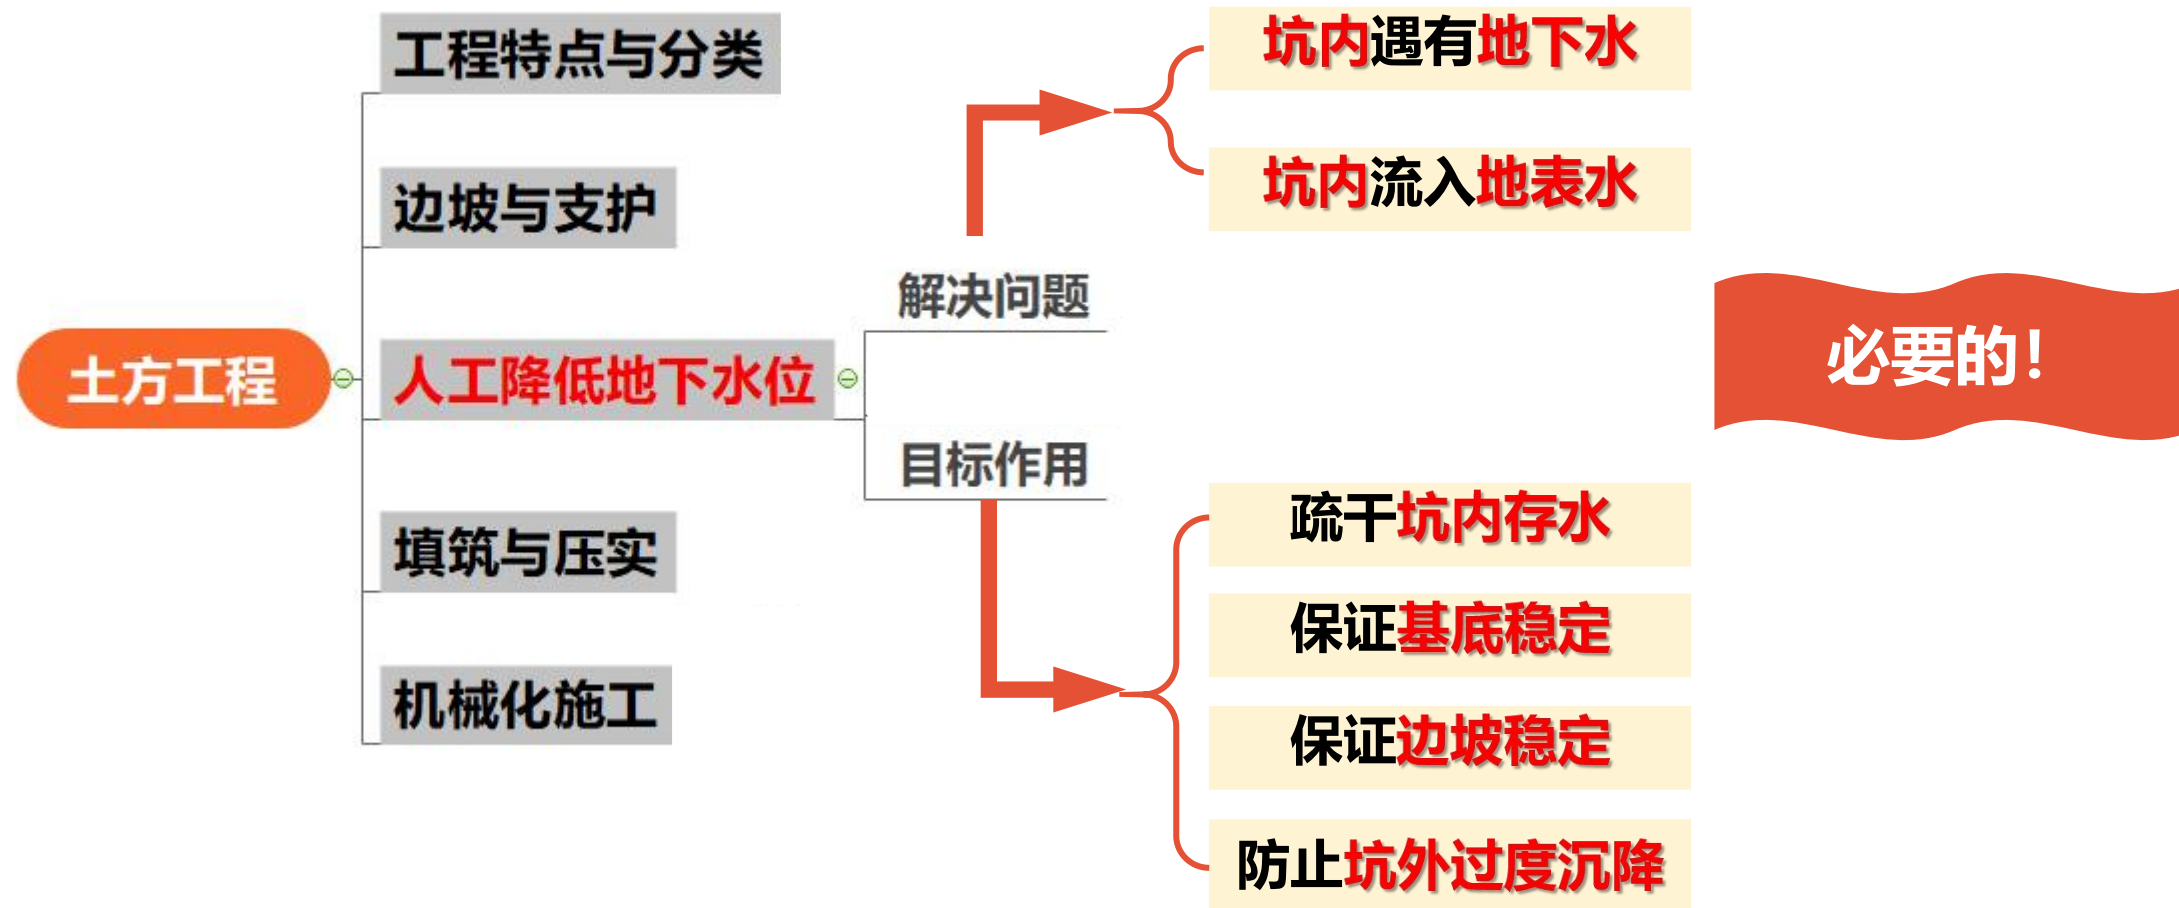 土方工程
工程特点与分类
边坡与支护
人工降低地下水位
填筑与压实
机械化施工
解决问题
目标作用
坑内遇有地下水
坑内流入地表水
疏干坑内存水
保证基底稳定
保证边坡稳定
防止坑外过度沉降
必要的！